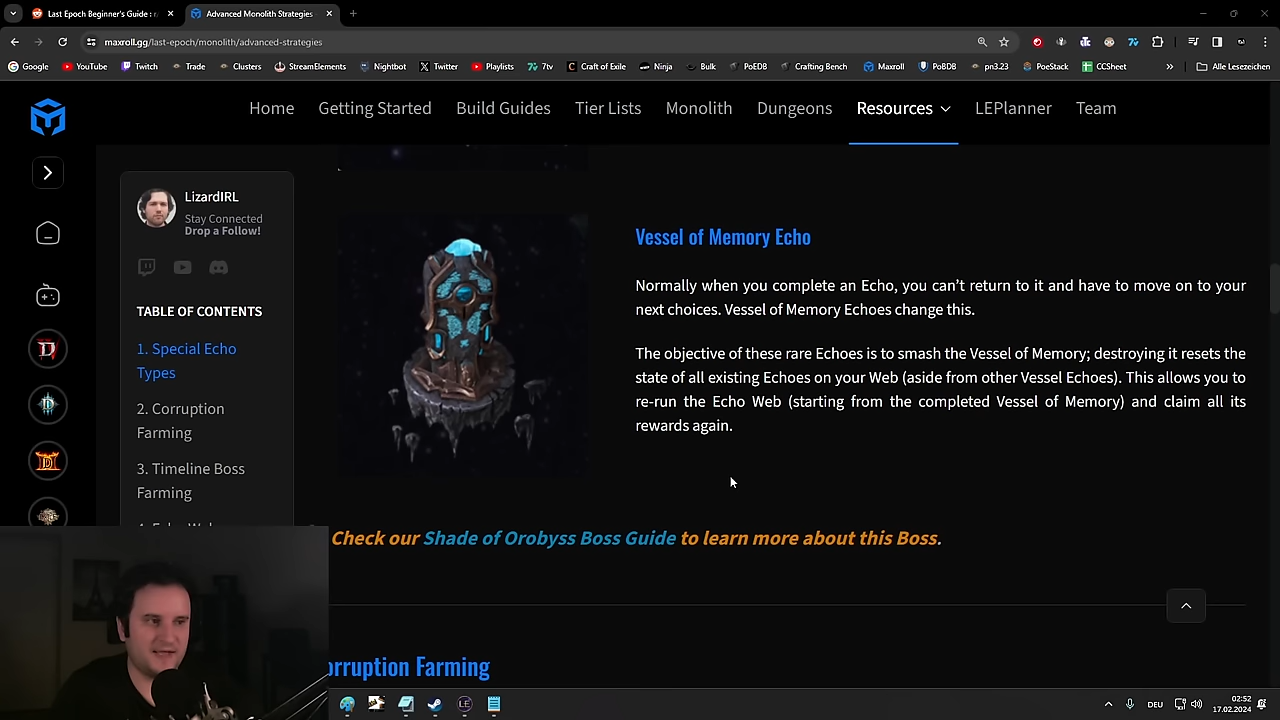 Last Epoch Beginner's Guide : r
Advanced Monolith Strategies
maxroll.gg/last-epoch/monolith/advanced-strategies
Google YouTube Twitch Trade Clusters StreamElements Nightbot Twitter Playlists 7tv Craft of Exile Ninja Bulk PoEDB Crafting Bench Maxroll PoBDB pn3.23 PoeStack CCSheet » Alle Lesezeichen
Home Getting Started Build Guides Tier Lists Monolith Dungeons Resources LEPlanner Team
LizardIRL
Stay Connected
Drop a Follow!
TABLE OF CONTENTS
1. Special Echo
Types
2. Corruption
Farming
3. Timeline Boss
Farming
Vessel of Memory Echo
Normally when you complete an Echo, you can’t return to it and have to move on to your
next choices. Vessel of Memory Echoes change this.
The objective of these rare Echoes is to smash the Vessel of Memory; destroying it resets the
state of all existing Echoes on your Web (aside from other Vessel Echoes). This allows you to
re-run the Echo Web (starting from the completed Vessel of Memory) and claim all its
rewards again.
Check our Shade of Orobyss Boss Guide to learn more about this Boss.
orruption Farming
DEU
02:52
17.02.2024